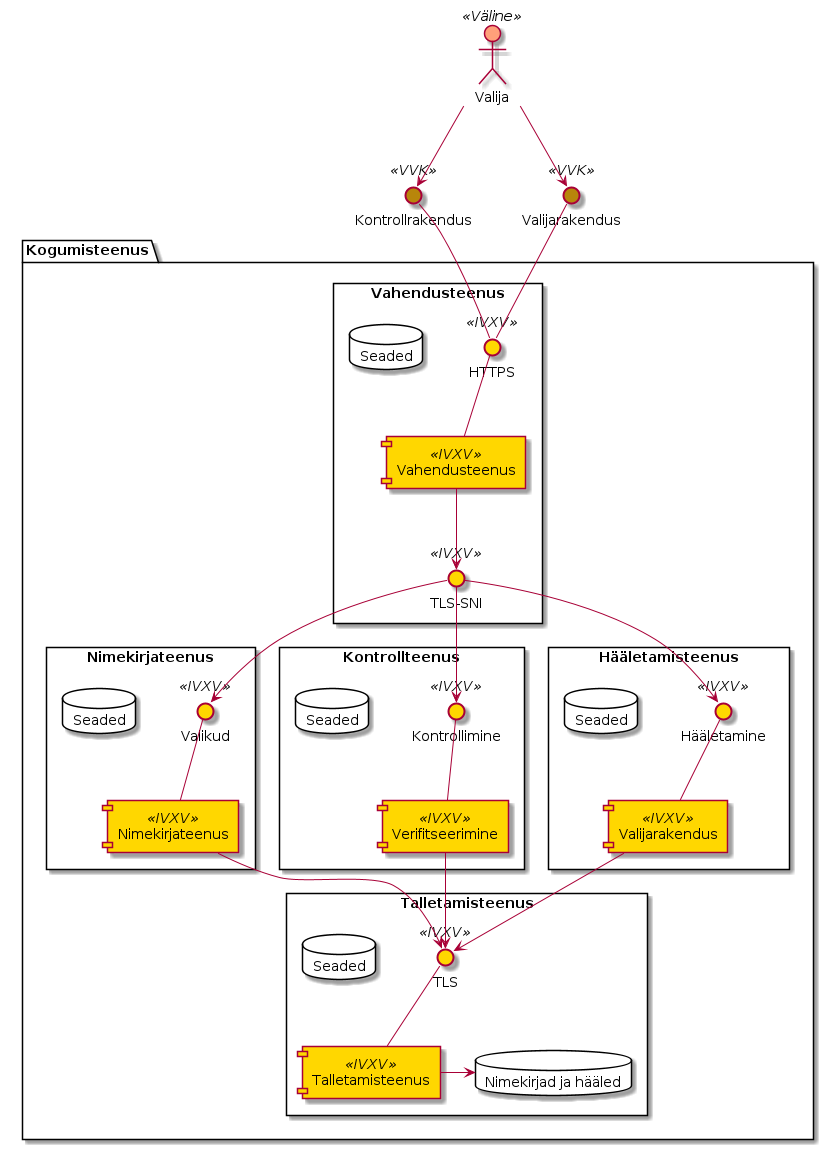 «Väline»
Valija
«VVK»
«VVK»
Kontrollrakendus
Valijarakendus
Kogumisteenus
Vahendusteenus
«IVXV»
Seaded
HTTPS
«IVXV»
Vahendusteenus
«IVXV»
TLS-SNI
Nimekirjateenus
Kontrollteenus
Hääletamisteenus
«IVXV»
«IVXV»
«IVXV»
Seaded
Seaded
Seaded
Valikud
Kontrollimine
Hääletamine
«IVXV»
Nimekirjateenus
«IVXV»
Verifitseerimine
«IVXV»
Valijarakendus
Talletamisteenus
«IVXV»
Seaded
TLS
«IVXV»
Talletamisteenus
Nimekirjad ja hääled